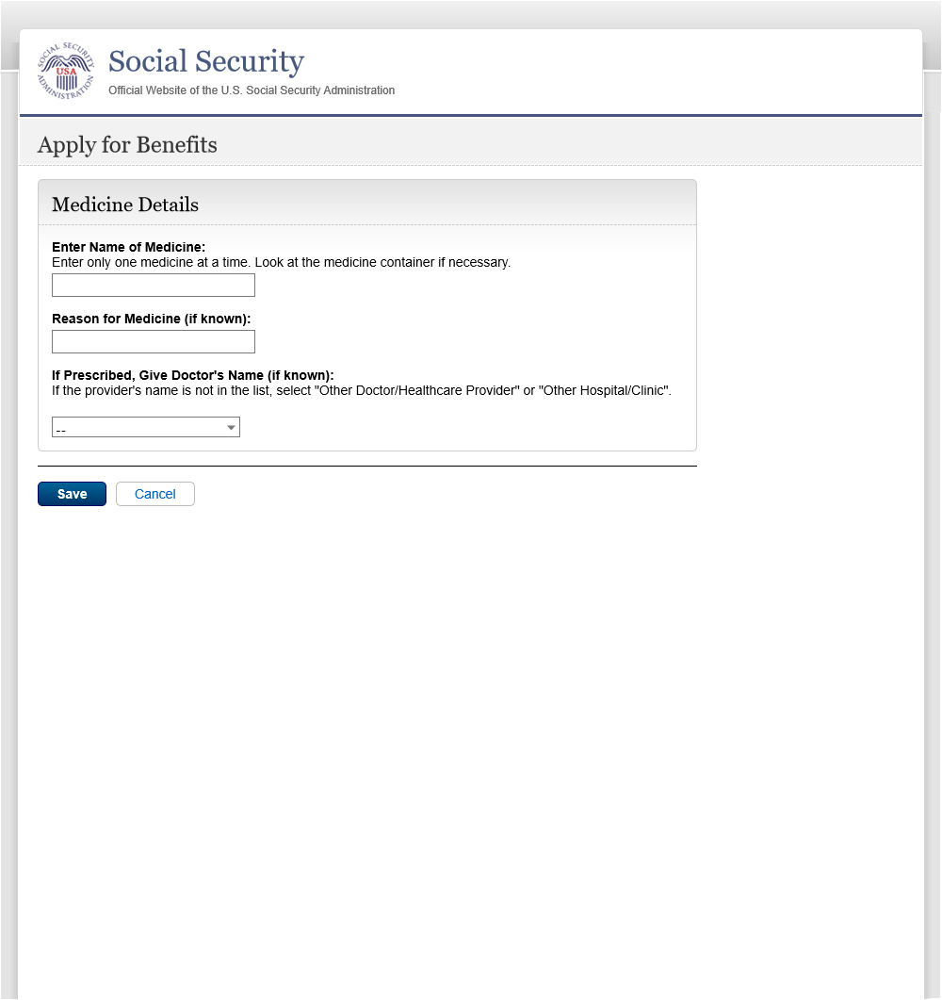 SOCIAL SECURITY ADMINISTRATION
USA
Social Security
Official Website of the U.S. Social Security Administration
Apply for Benefits
Medicine Details
Enter Name of Medicine:
Enter only one medicine at a time. Look at the medicine container if necessary.
Reason for Medicine (if known):
If Prescribed, Give Doctor's Name (if known):
If the provider's name is not in the list, select "Other Doctor/Healthcare Provider" or "Other Hospital/Clinic".
--
Save Cancel